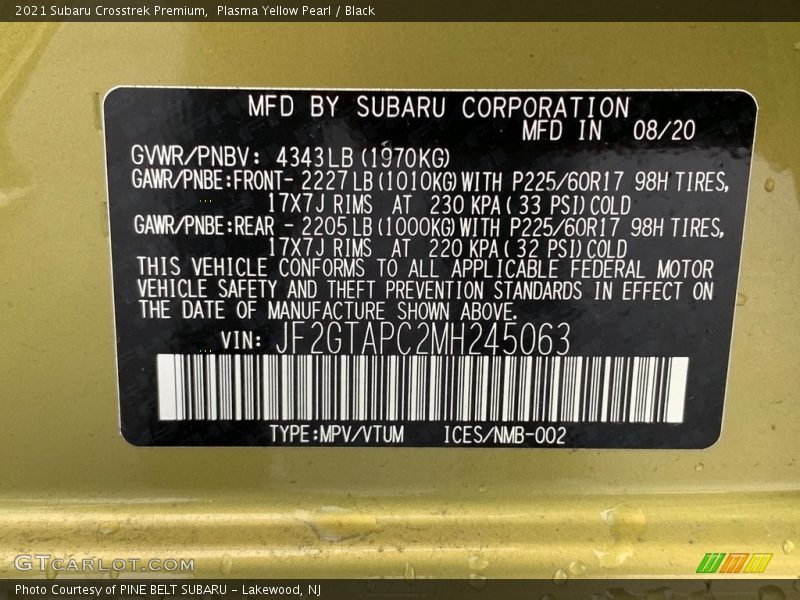 2021 Subaru Crosstrek Premium,  Plasma Yellow Pearl / Black
MFD BY SUBARU CORPORATION
MFD IN 08/20
GVWR/PNBV: 4343LB (1970KG)
GAWR/PNBE:FRONT- 2227 LB (1010KG) WITH P225/60R17 98H TIRES,
17X7J RIMS AT 230 KPA( 33 PSI) COLD
GAWR/PNBE:REAR - 2205 LB (1000KG) WITH P225/60R17 98H TIRES,
17X7J RIMS AT 220 KPA( 32 PSI) COLD
THIS VEHICLE CONFORMS TO ALL APPLICABLE FEDERAL MOTOR
VEHICLE SAFETY AND THEFT PREVENTION STANDARDS IN EFFECT ON
THE DATE OF MANUFACTURE SHOWN ABOVE.
VIN: JF2GTAPC2MH245063
TYPE:MPV/VTUM ICES/NMB-002
GTCARLOT.COM
Photo Courtesy of PINE BELT SUBARU - Lakewood, NJ